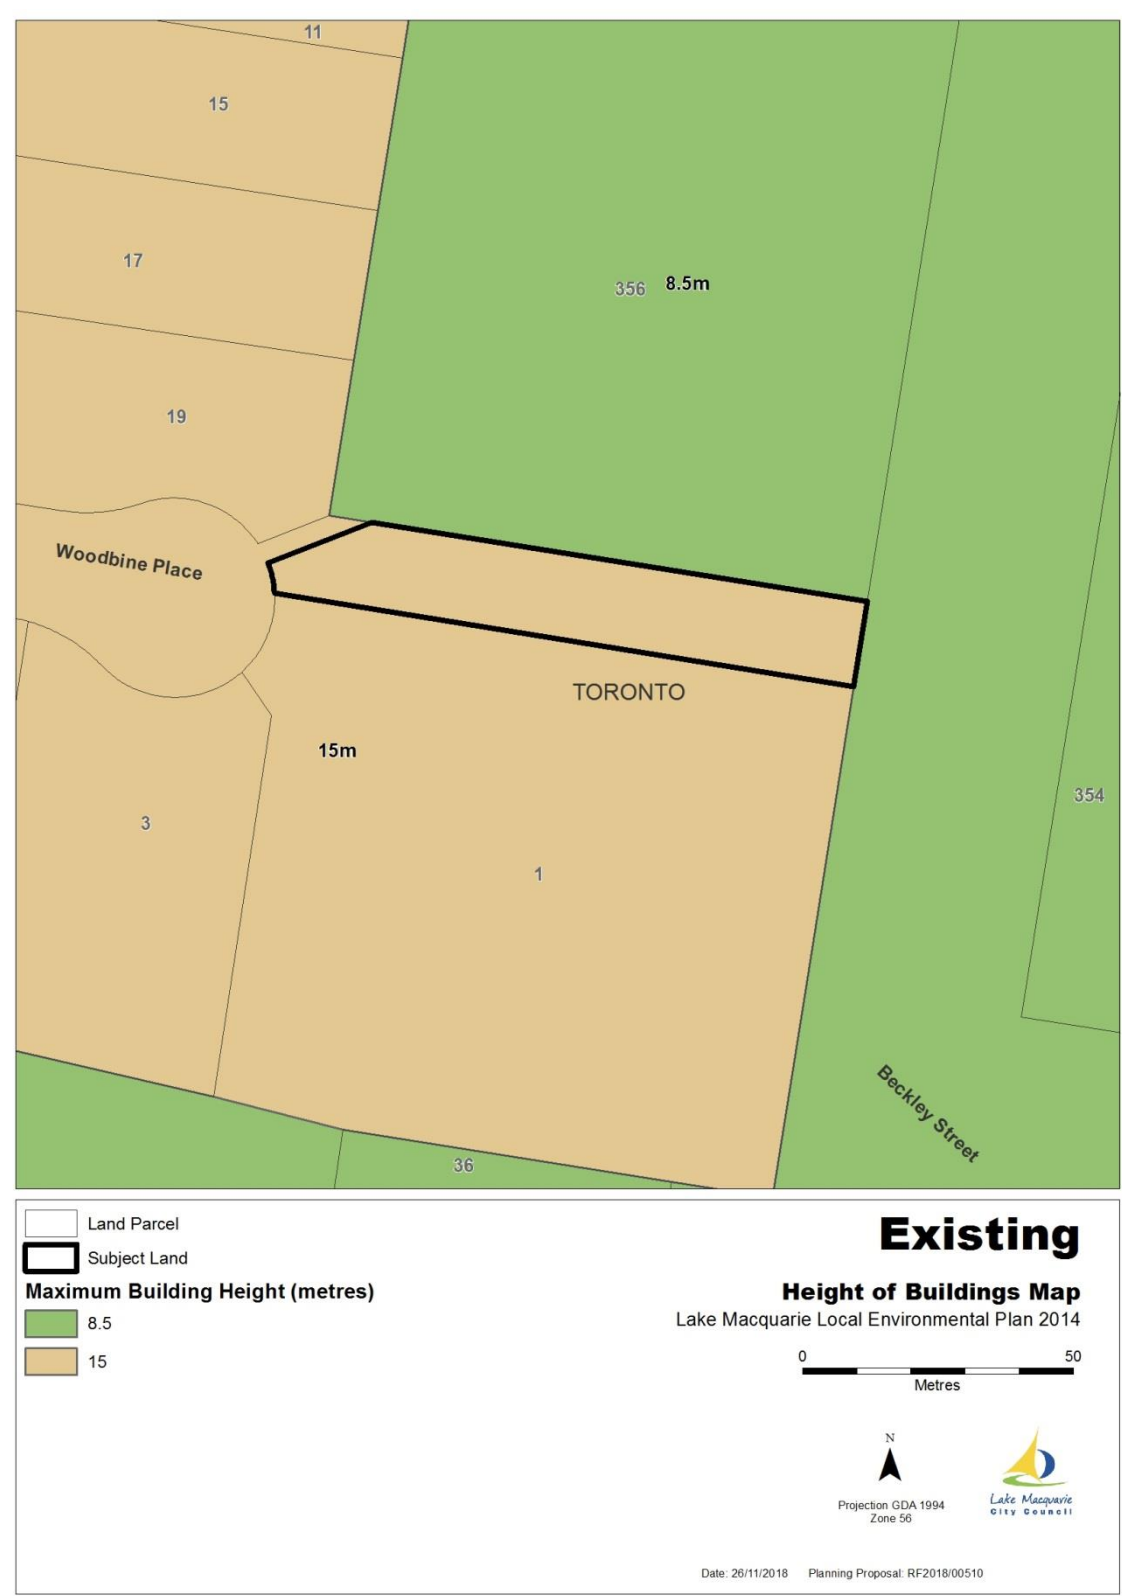 11
15
17
356 8.5m
19
Woodbine Place
TORONTO
15m
354
3
1
Beckley Street
36
Land Parcel
Subject Land
Maximum Building Height (metres)
8.5
15
Existing
Height of Buildings Map
Lake Macquarie Local Environmental Plan 2014
0 50
Metres
N
Projection GDA 1994
Zone 56
Lake Macquarie
City Council
Date: 26/11/2018 Planning Proposal: RF2018/00510